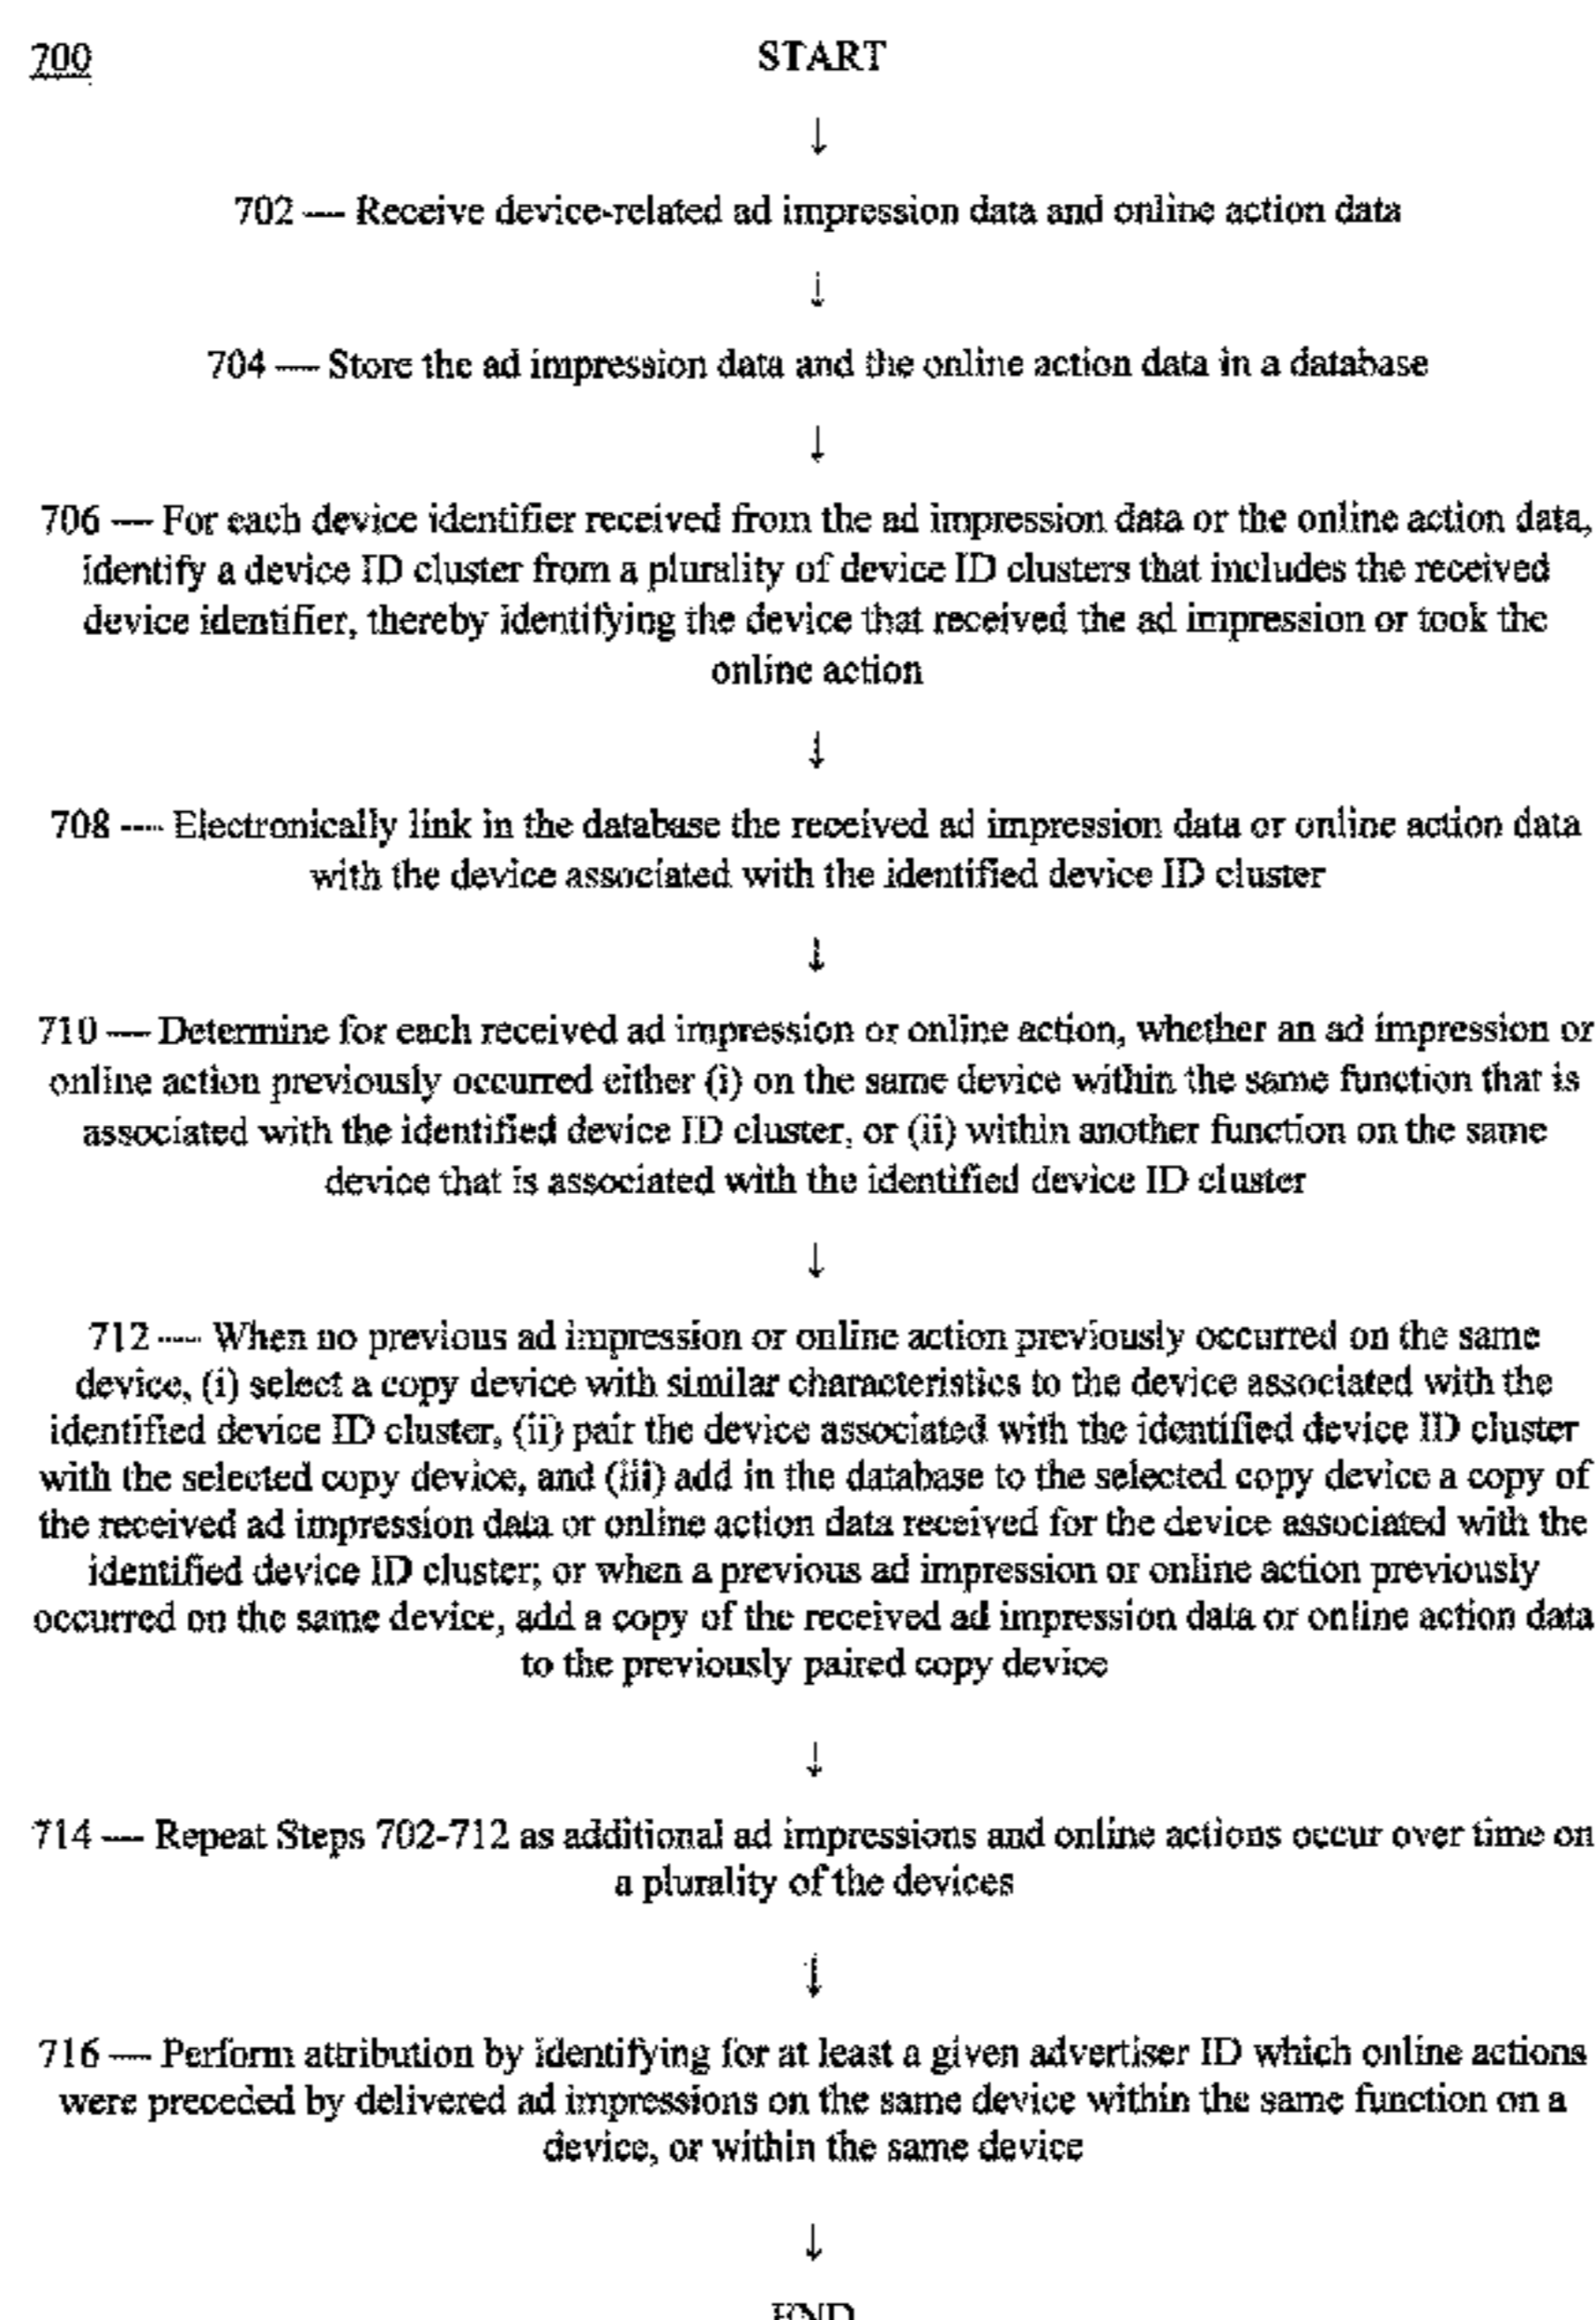 700
START
↓
702 — Receive device-related ad impression data and online action data
↓
704 — Store the ad impression data and the online action data in a database
↓
706 — For each device identifier received from the ad impression data or the online action data,
identify a device ID cluster from a plurality of device ID clusters that includes the received
device identifier, thereby identifying the device that received the ad impression or took the
online action
↓
708 — Electronically link in the database the received ad impression data or online action data
with the device associated with the identified device ID cluster
↓
710 — Determine for each received ad impression or online action, whether an ad impression or
online action previously occurred either (i) on the same device within the same function that is
associated with the identified device ID cluster, or (ii) within another function on the same
device that is associated with the identified device ID cluster
↓
712 — When no previous ad impression or online action previously occurred on the same
device, (i) select a copy device with similar characteristics to the device associated with the
identified device ID cluster, (ii) pair the device associated with the identified device ID cluster
with the selected copy device, and (iii) add in the database to the selected copy device a copy of
the received ad impression data or online action data received for the device associated with the
identified device ID cluster; or when a previous ad impression or online action previously
occurred on the same device, add a copy of the received ad impression data or online action data
to the previously paired copy device
↓
714 — Repeat Steps 702-712 as additional ad impressions and online actions occur over time on
a plurality of the devices
↓
716 — Perform attribution by identifying for at least a given advertiser ID which online actions
were preceded by delivered ad impressions on the same device within the same function on a
device, or within the same device
↓
END